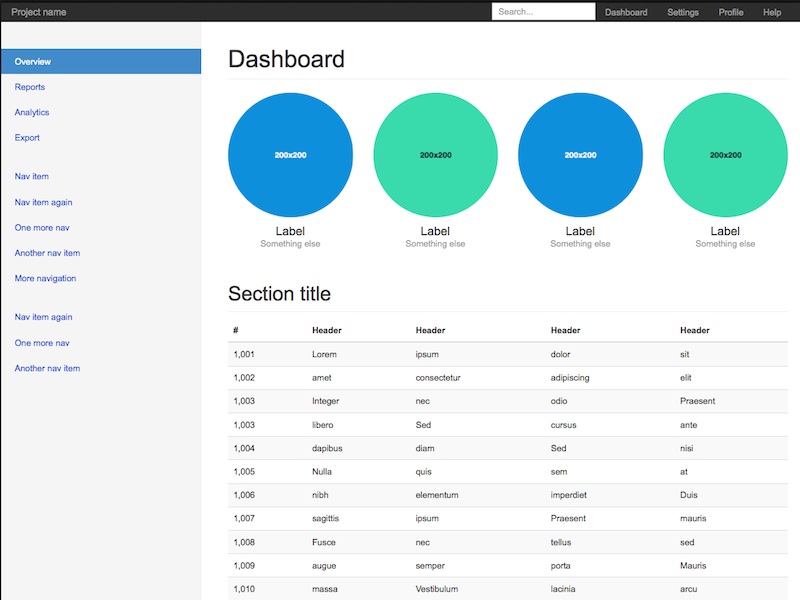 Project name Search... Dashboard Settings Profile Help
Overview
Reports
Analytics
Export
Nav item
Nav item again
One more nav
Another nav item
More navigation
Nav item again
One more nav
Another nav item
Dashboard
200x200 200x200 200x200 200x200
Label Label Label Label
Something else Something else Something else Something else
Section title
# Header Header Header Header
1,001 Lorem ipsum dolor sit
1,002 amet consectetur adipiscing elit
1,003 Integer nec odio Praesent
1,003 libero Sed cursus ante
1,004 dapibus diam Sed nisi
1,005 Nulla quis sem at
1,006 nibh elementum imperdiet Duis
1,007 sagittis ipsum Praesent mauris
1,008 Fusce nec tellus sed
1,009 augue semper porta Mauris
1,010 massa Vestibulum lacinia arcu